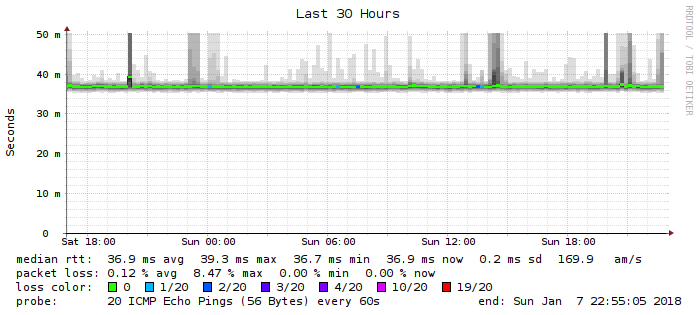 Last 30 Hours
RRDTOOL / TOBI OETIKER
Seconds
50 m
40 m
30 m
20 m
10 m
0
Sat 18:00 Sun 00:00 Sun 06:00 Sun 12:00 Sun 18:00
median rtt: 36.9 ms avg 39.3 ms max 36.7 ms min 36.9 ms now 0.2 ms sd 169.9 am/s
packet loss: 0.12 % avg 8.47 % max 0.00 % min 0.00 % now
loss color: 0 1/20 2/20 3/20 4/20 10/20 19/20
probe: 20 ICMP Echo Pings (56 Bytes) every 60s end: Sun Jan 7 22:55:05 2018